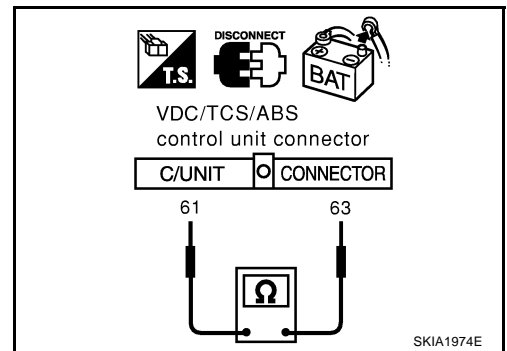 T.S.
DISCONNECT
BAT
VDC/TCS/ABS
control unit connector
C/UNIT CONNECTOR
61 63
Ω
SKIA1974E